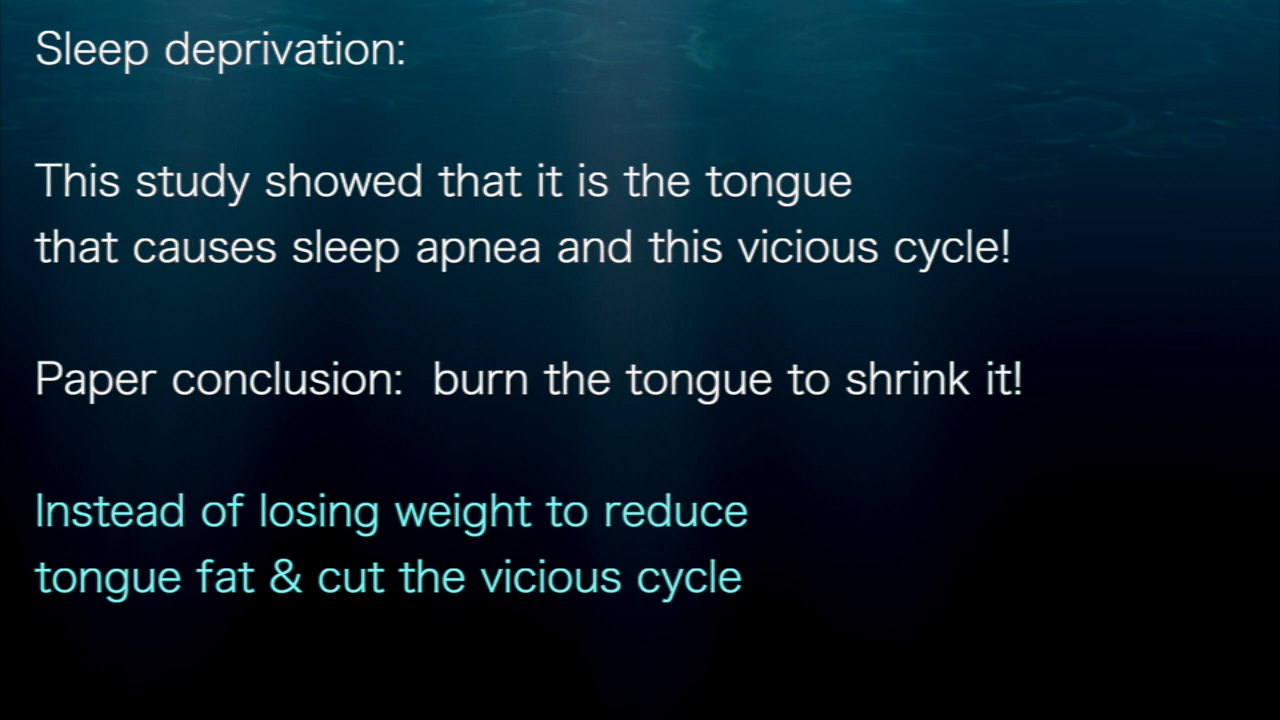 Sleep deprivation:
This study showed that it is the tongue
that causes sleep apnea and this vicious cycle!
Paper conclusion:  burn the tongue to shrink it!
Instead of losing weight to reduce
tongue fat & cut the vicious cycle